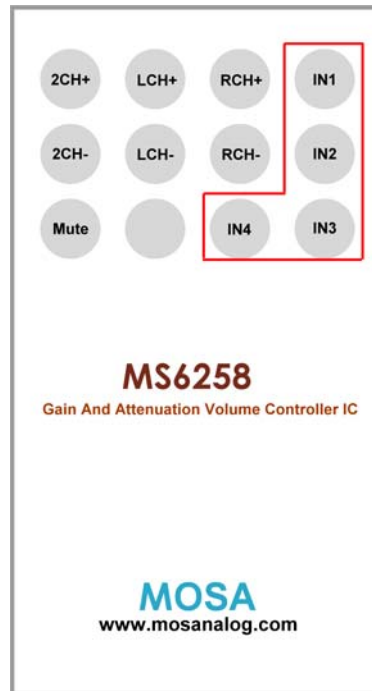 2CH+ LCH+ RCH+ IN1
2CH- LCH- RCH- IN2
Mute IN4 IN3
MS6258
Gain And Attenuation Volume Controller IC
MOSA
www.mosanalog.com